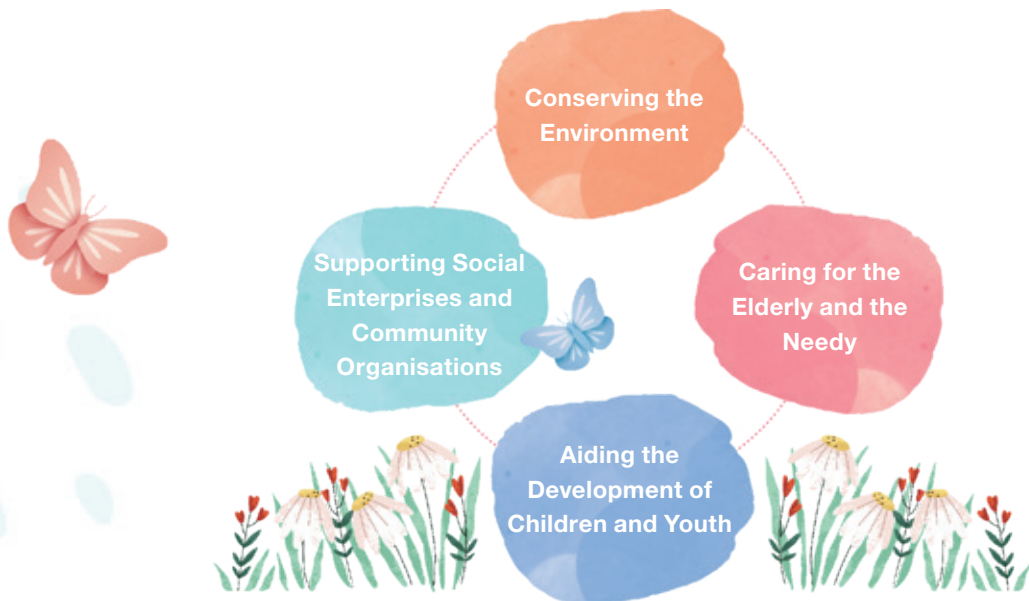 Conserving the
Environment
Supporting Social
Enterprises and
Community
Organisations
Caring for the
Elderly and the
Needy
Aiding the
Development of
Children and Youth